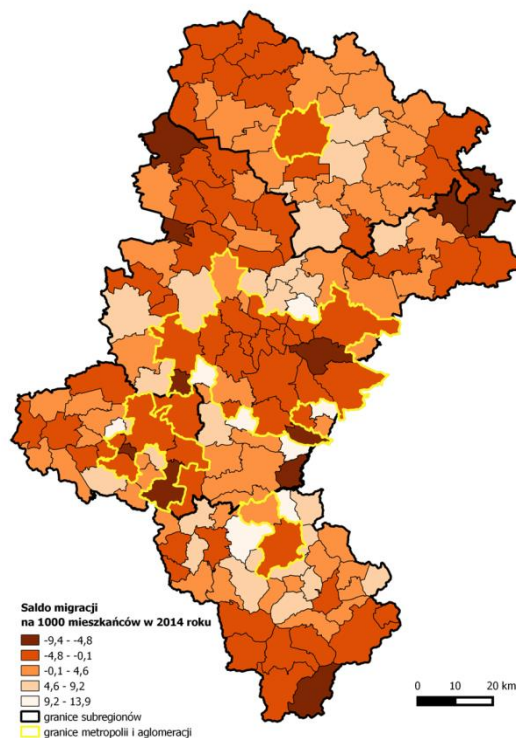 Saldo migracji
na 1000 mieszkańców w 2014 roku
-9,4 - -4,8
-4,8 - -0,1
-0,1 - 4,6
4,6 - 9,2
9,2 - 13,9
granice subregionów
granice metropolii i aglomeracji
0 10 20 km